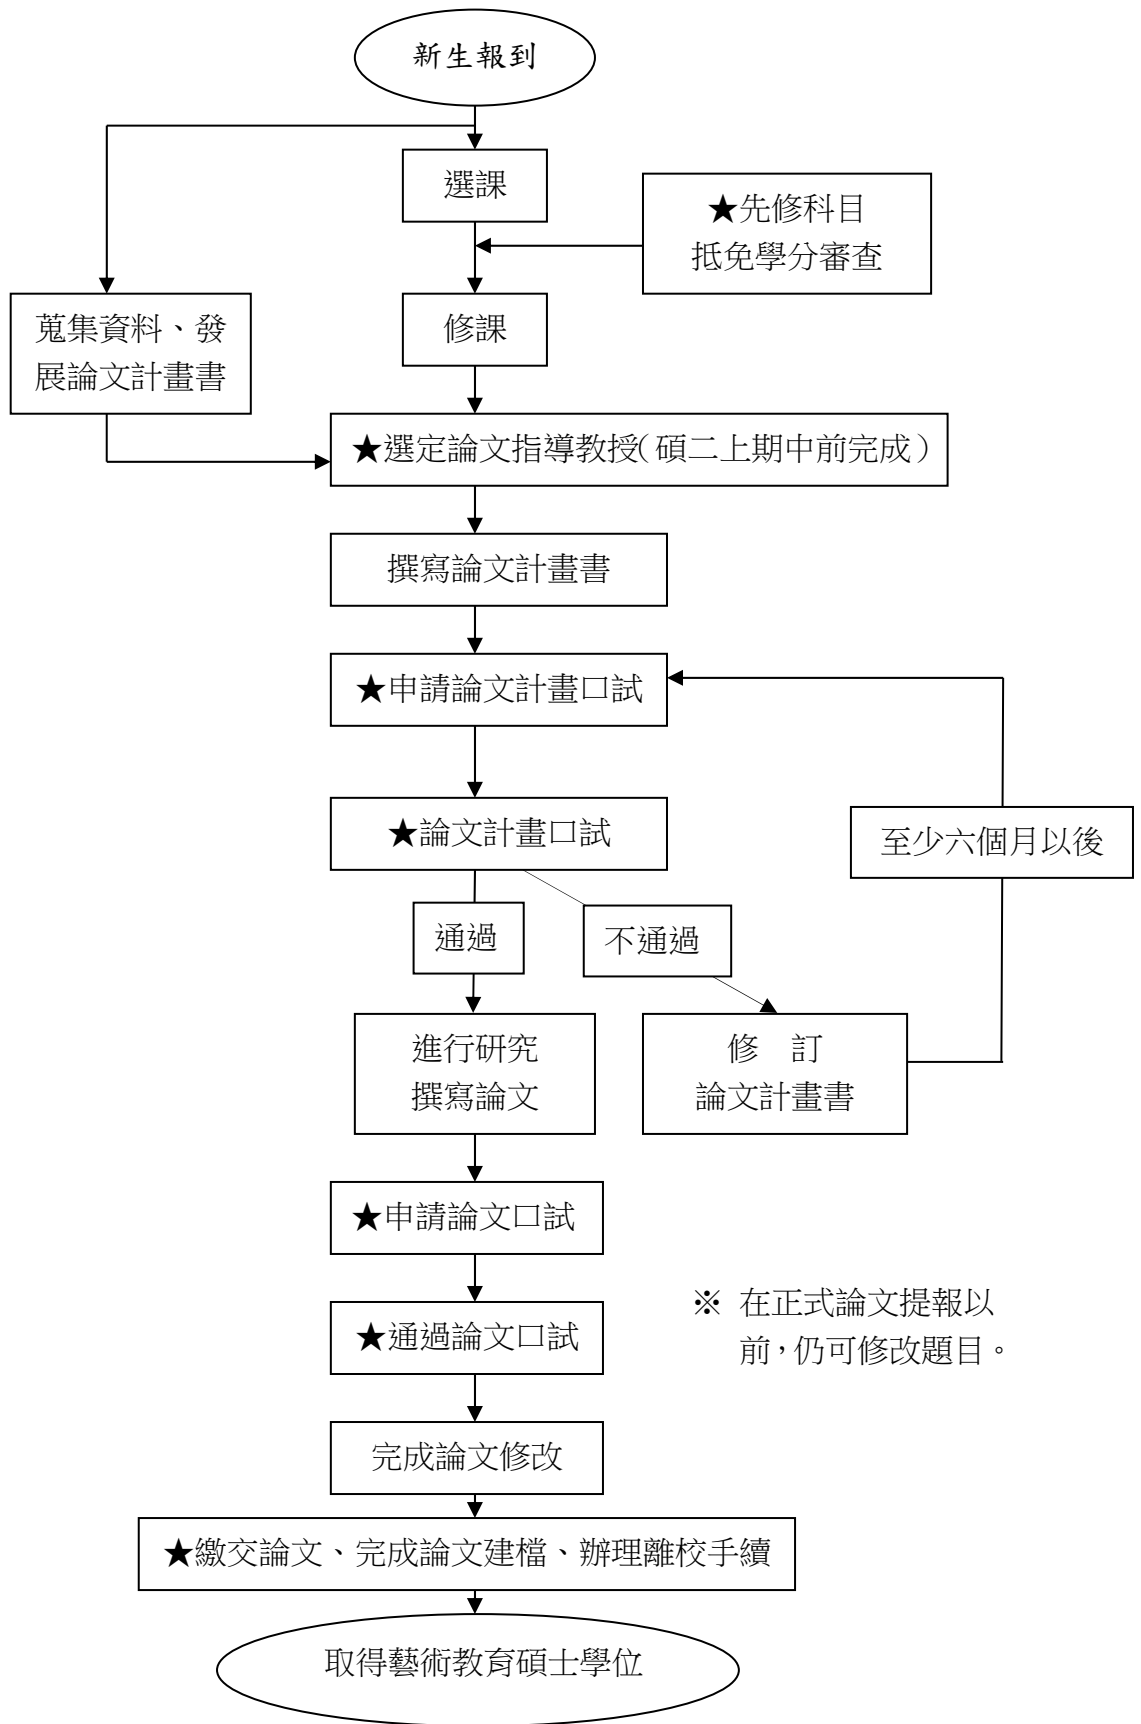 新生報到
選課
★先修科目
抵免學分審查
蒐集資料、發
展論文計畫書
修課
★選定論文指導教授(碩二上期中前完成)
撰寫論文計畫書
★申請論文計畫口試
★論文計畫口試
至少六個月以後
通過
不通過
進行研究
撰寫論文
修　訂
論文計畫書
★申請論文口試
★通過論文口試
※ 在正式論文提報以
前，仍可修改題目。
完成論文修改
★繳交論文、完成論文建檔、辦理離校手續
取得藝術教育碩士學位